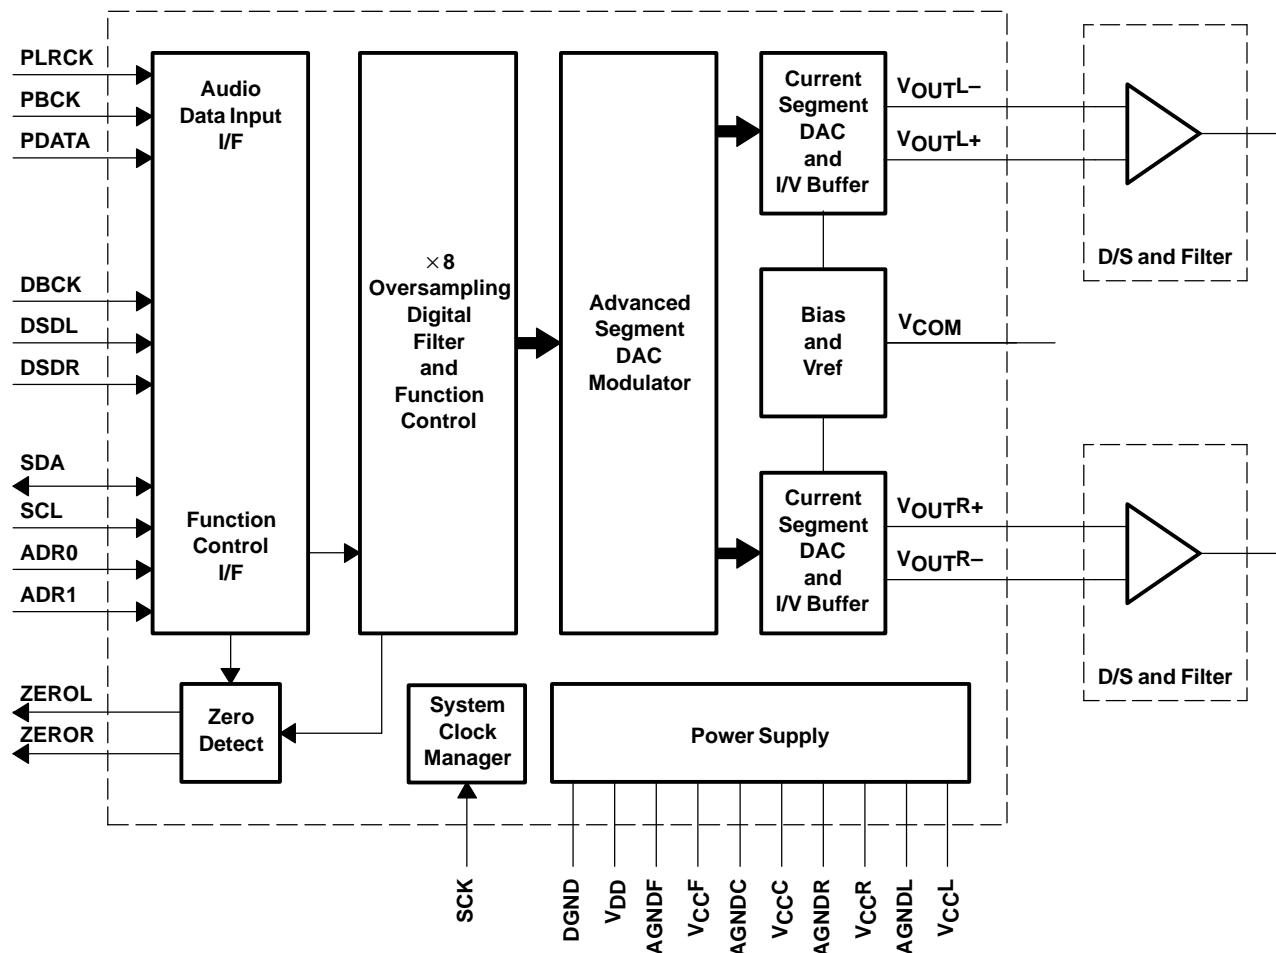 PLRCK
PBCK
PDATA
DBCK
DSDL
DSDR
SDA
SCL
ADR0
ADR1
ZEROL
ZEROR
Audio
Data Input
I/F
Function
Control
I/F
×8
Oversampling
Digital
Filter
and
Function
Control
Advanced
Segment
DAC
Modulator
Current
Segment
DAC
and
I/V Buffer
Bias
and
Vref
Current
Segment
DAC
and
I/V Buffer
VOUTL–
VOUTL+
VCOM
VOUTR+
VOUTR–
D/S and Filter
D/S and Filter
Zero
Detect
System
Clock
Manager
Power Supply
SCK
DGND
VDD
AGNDF
VCCF
AGNDC
VCCC
AGNDR
VCCR
AGNDL
VCCL